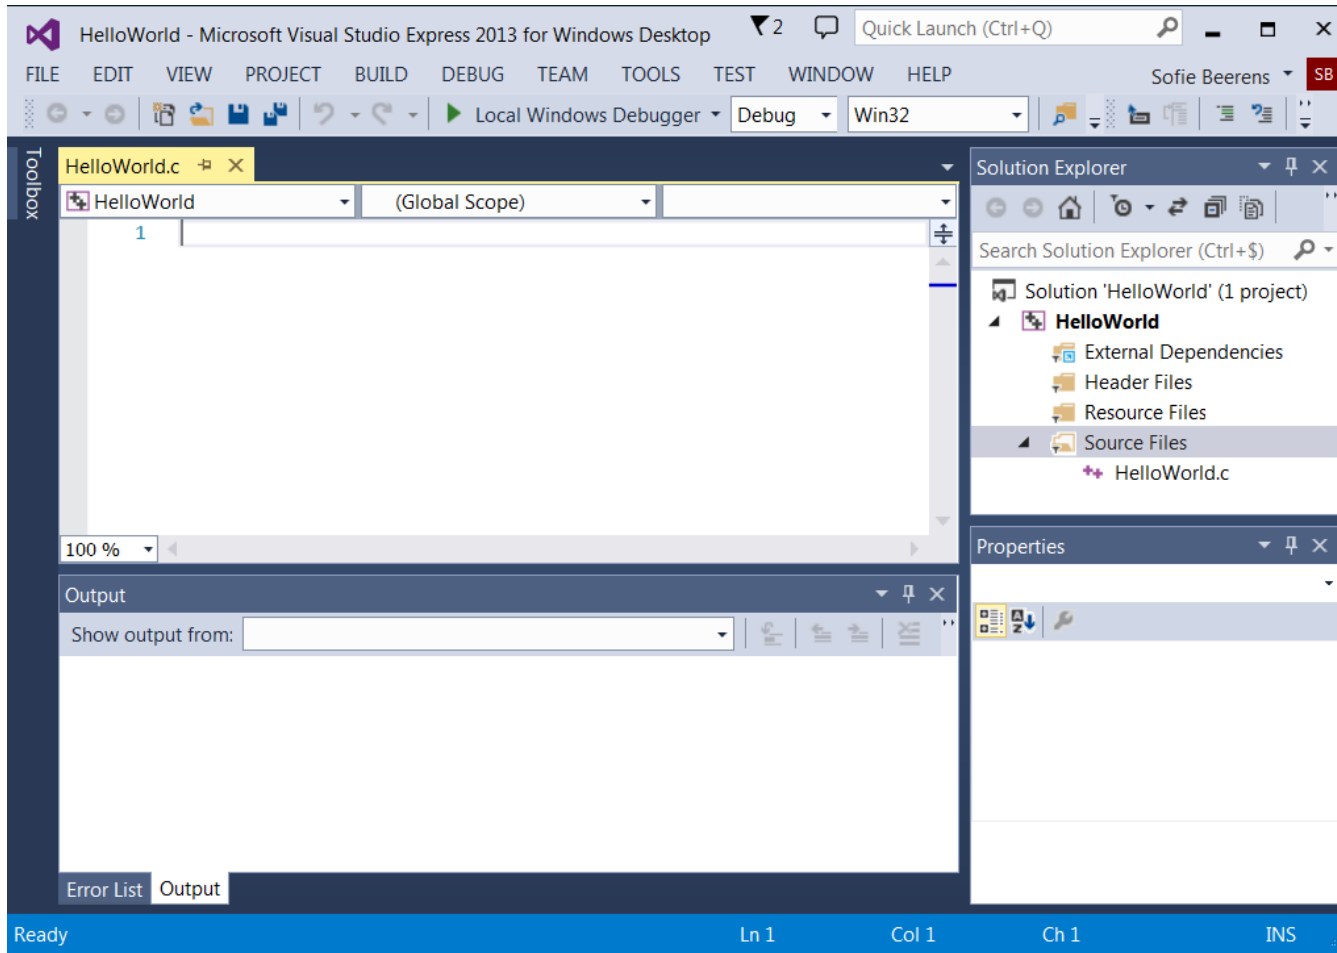 HelloWorld - Microsoft Visual Studio Express 2013 for Windows Desktop
2
Quick Launch (Ctrl+Q)
FILE EDIT VIEW PROJECT BUILD DEBUG TEAM TOOLS TEST WINDOW HELP
Sofie Beerens
SB
Local Windows Debugger
Debug
Win32
Toolbox
HelloWorld.c
HelloWorld
(Global Scope)
1
100 %
Output
Show output from:
Error List
Output
Solution Explorer
Search Solution Explorer (Ctrl+$)
Solution 'HelloWorld' (1 project)
HelloWorld
External Dependencies
Header Files
Resource Files
Source Files
HelloWorld.c
Properties
Ready
Ln 1
Col 1
Ch 1
INS